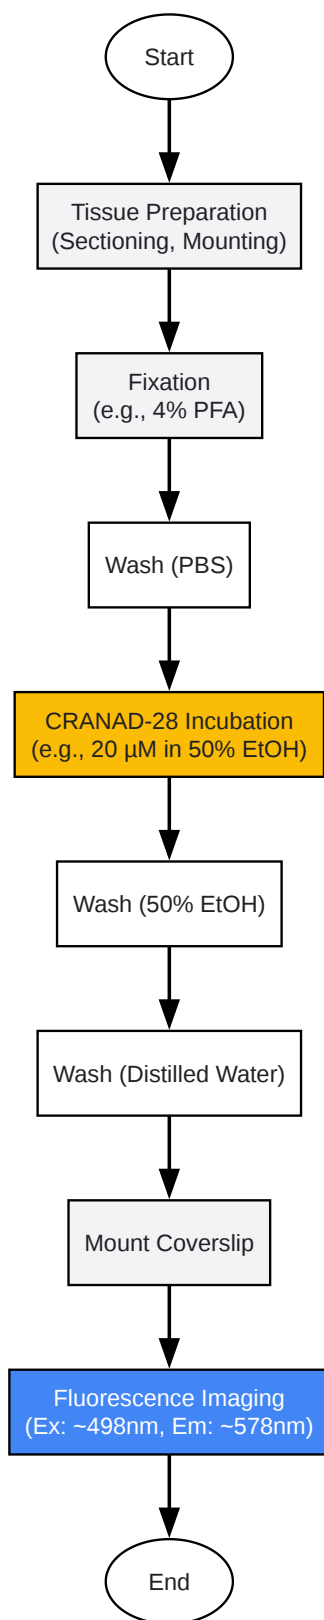 Start
Tissue Preparation
(Sectioning, Mounting)
Fixation
(e.g., 4% PFA)
Wash (PBS)
CRANAD-28 Incubation
(e.g., 20 µM in 50% EtOH)
Wash (50% EtOH)
Wash (Distilled Water)
Mount Coverslip
Fluorescence Imaging
(Ex: ~498nm, Em: ~578nm)
End